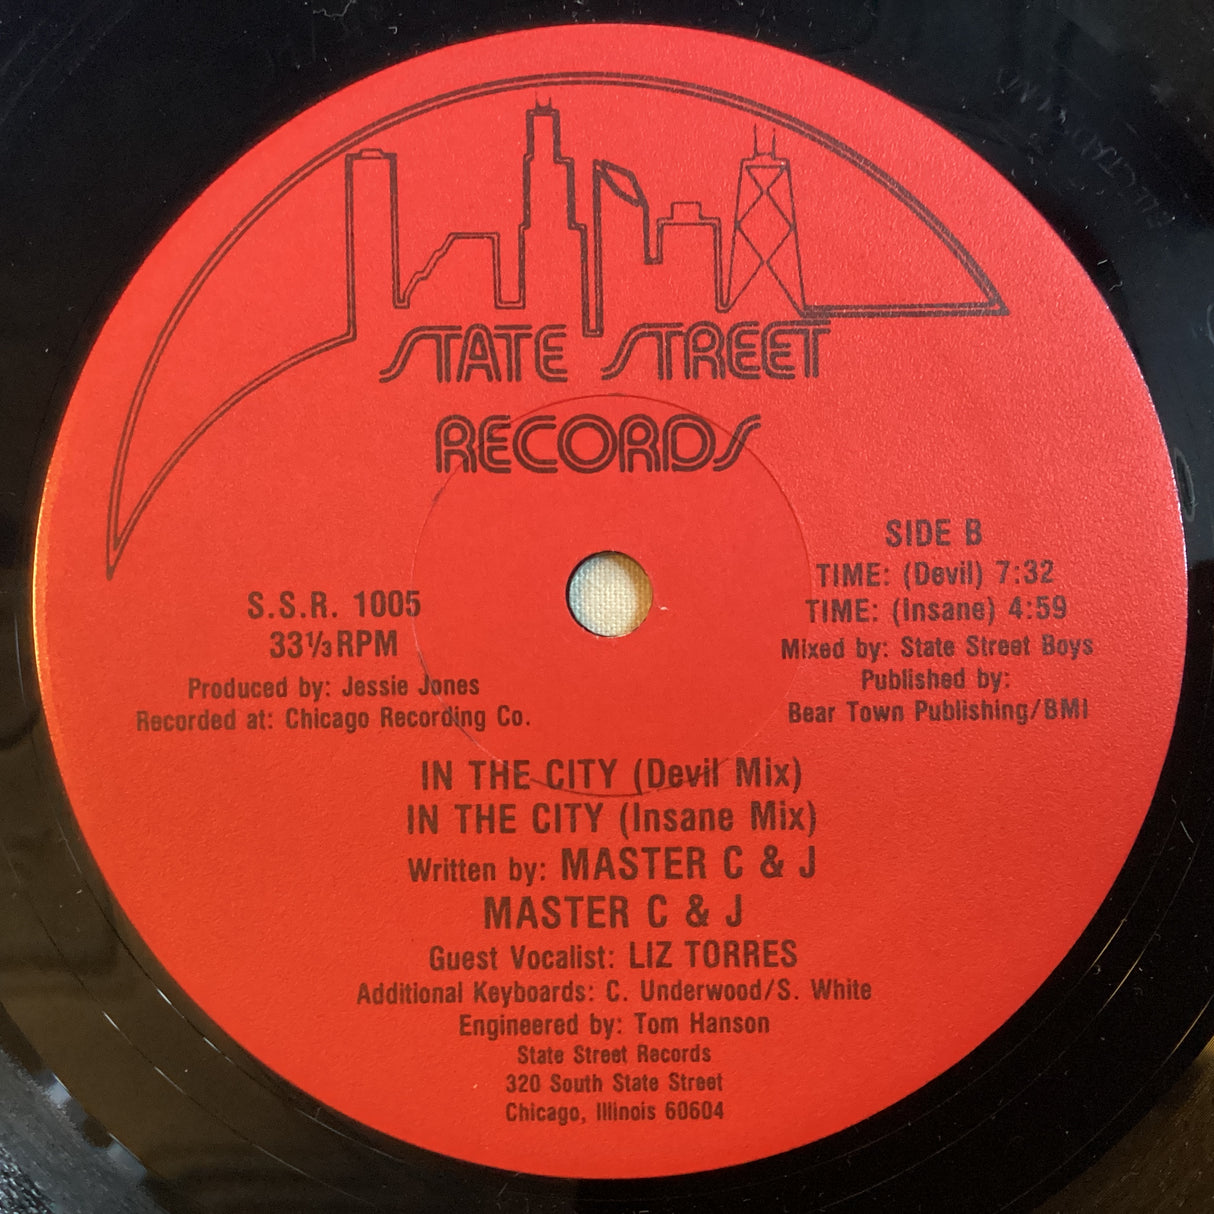 STATE STREET
RECORDS
S.S.R. 1005
33⅓ RPM
Produced by: Jessie Jones
Recorded at: Chicago Recording Co.
SIDE B
TIME: (Devil) 7:32
TIME: (Insane) 4:59
Mixed by: State Street Boys
Published by:
Bear Town Publishing/BMI
IN THE CITY (Devil Mix)
IN THE CITY (Insane Mix)
Written by: MASTER C & J
MASTER C & J
Guest Vocalist: LIZ TORRES
Additional Keyboards: C. Underwood/S. White
Engineered by: Tom Hanson
State Street Records
320 South State Street
Chicago, Illinois 60604